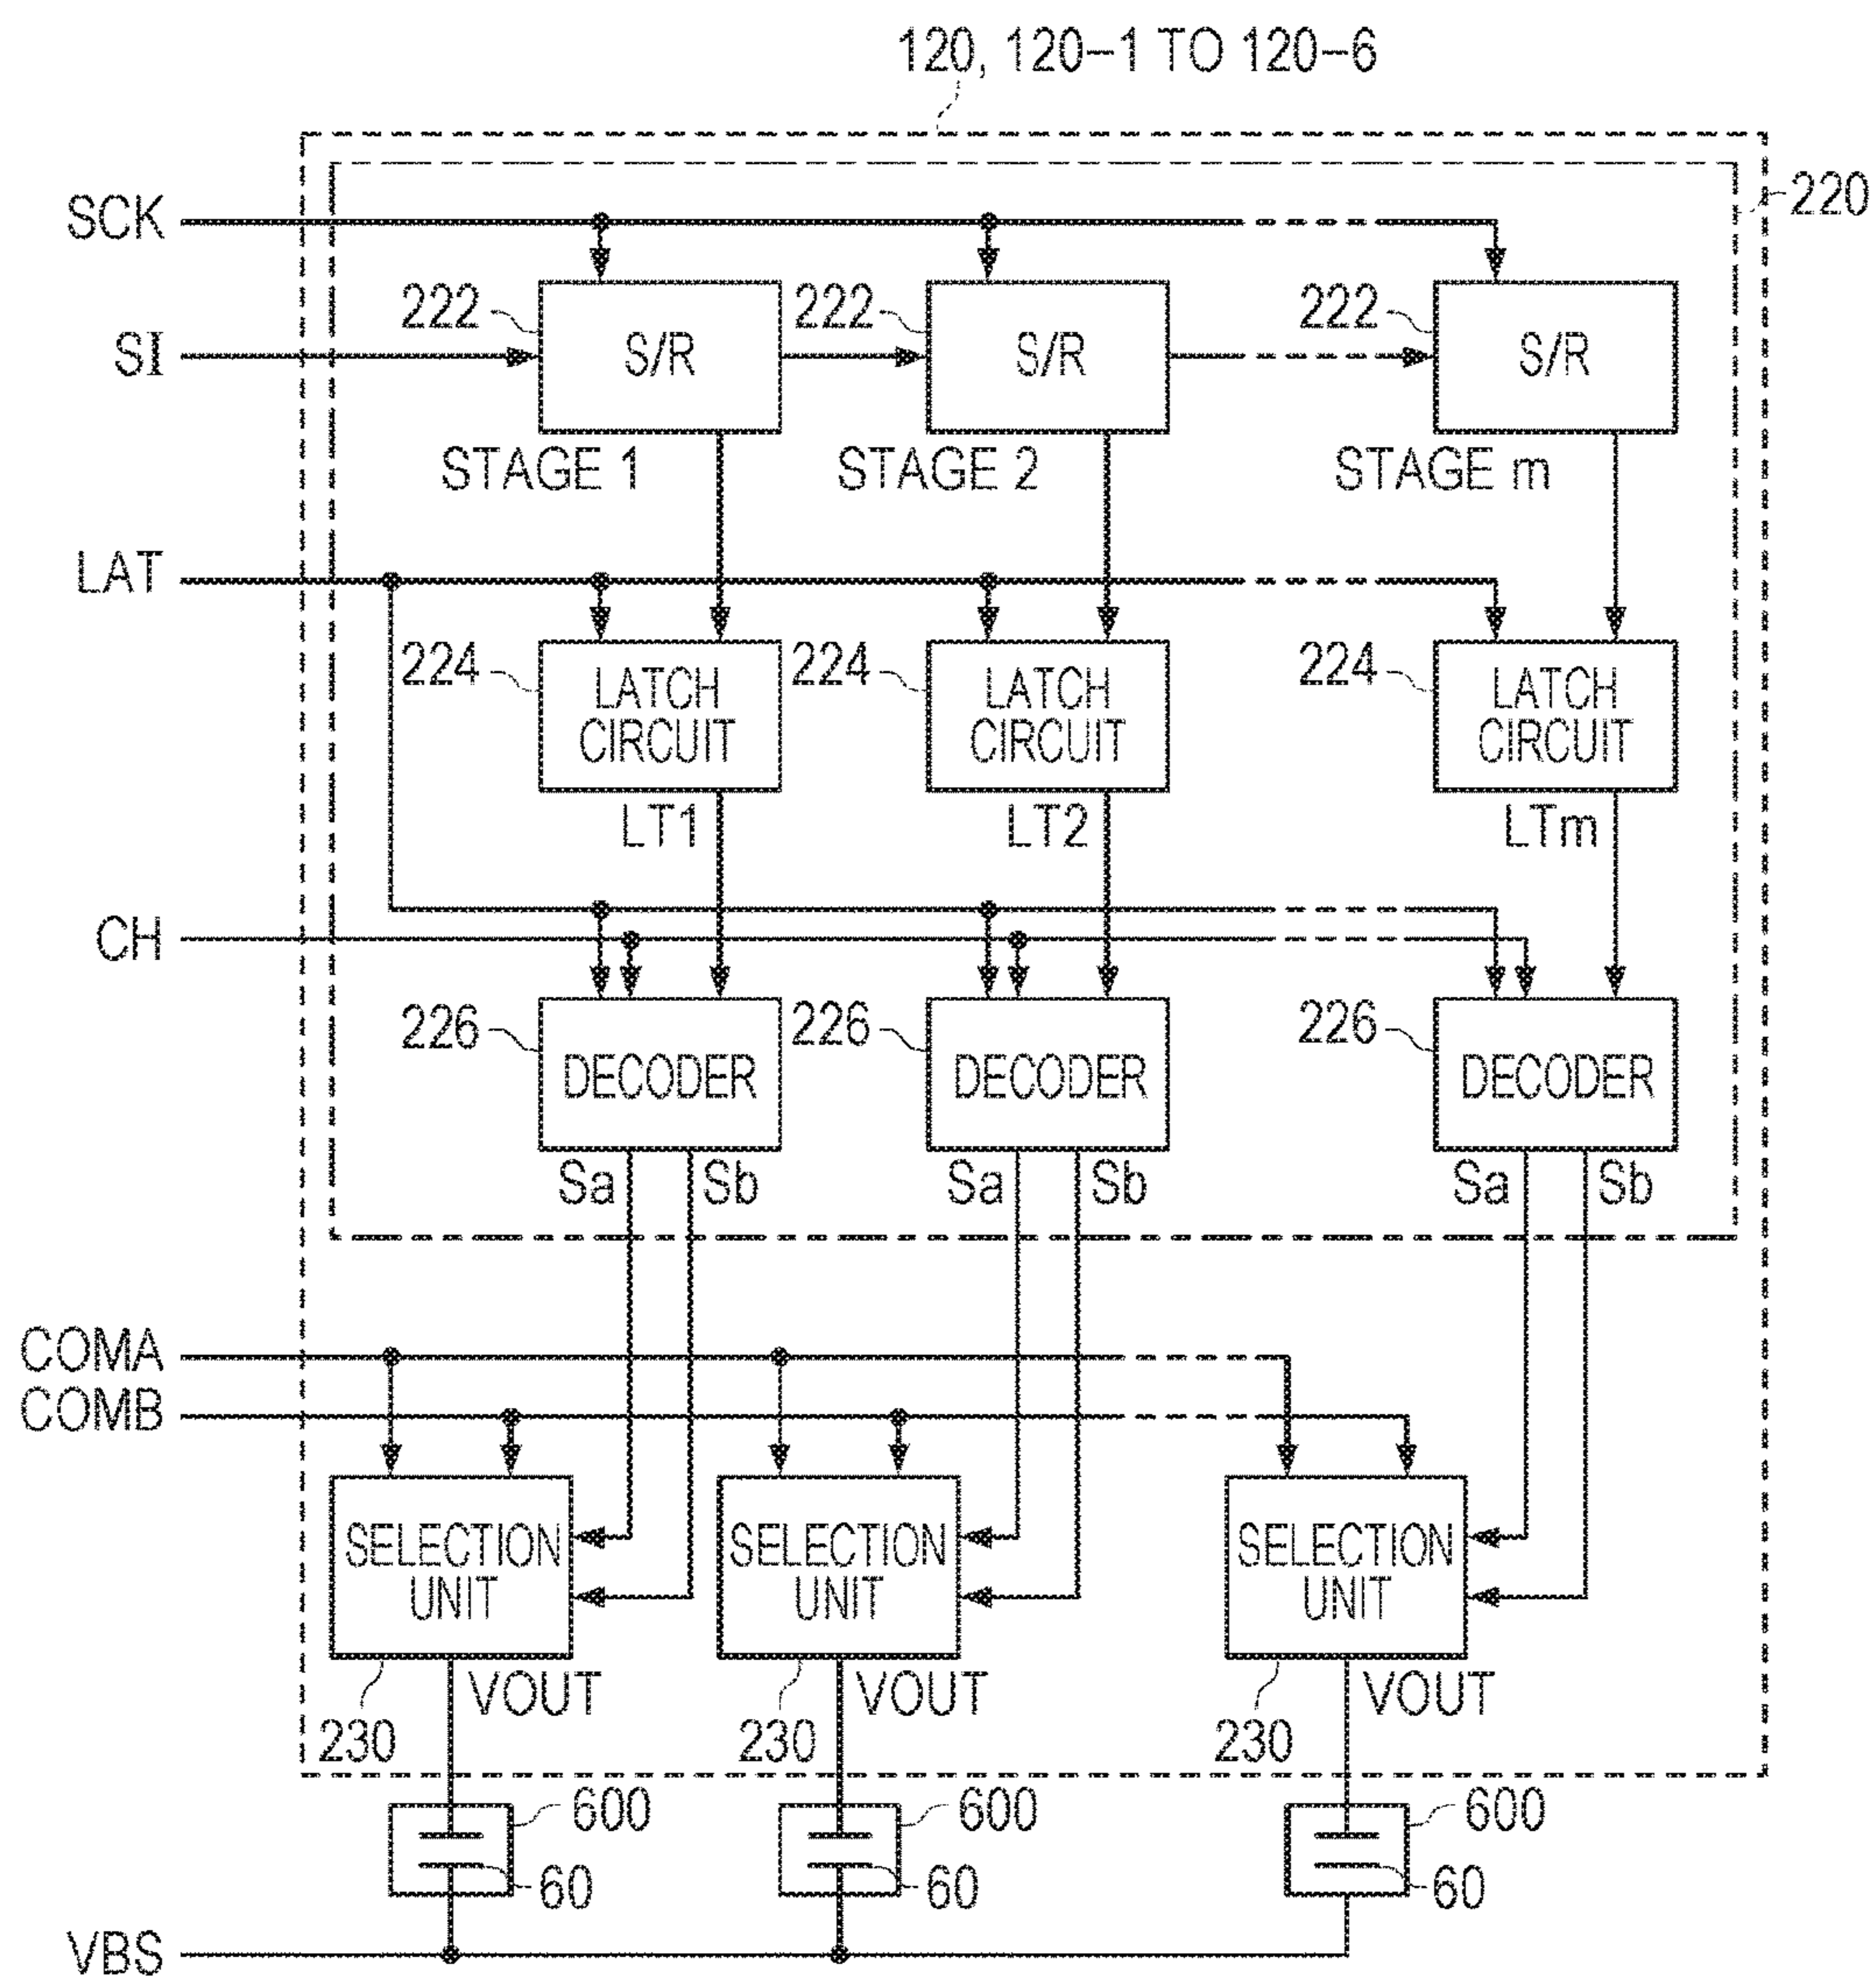 120, 120-1 TO 120-6
220
SCK
222 S/R 222 S/R 222 S/R
SI
STAGE 1 STAGE 2 STAGE m
LAT
224 LATCH CIRCUIT 224 LATCH CIRCUIT 224 LATCH CIRCUIT
LT1 LT2 LTm
CH
226 DECODER 226 DECODER 226 DECODER
Sa Sb Sa Sb Sa Sb
COMA
COMB
SELECTION UNIT SELECTION UNIT SELECTION UNIT
230 VOUT 230 VOUT 230 VOUT
600 600 600
60 60 60
VBS